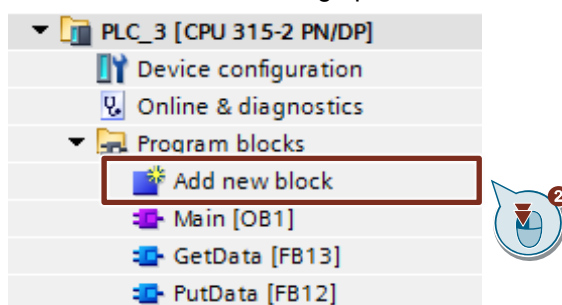 PLC_3 [CPU 315-2 PN/DP]
Device configuration
Online & diagnostics
Program blocks
Add new block
2
Main [OB1]
GetData [FB13]
PutData [FB12]